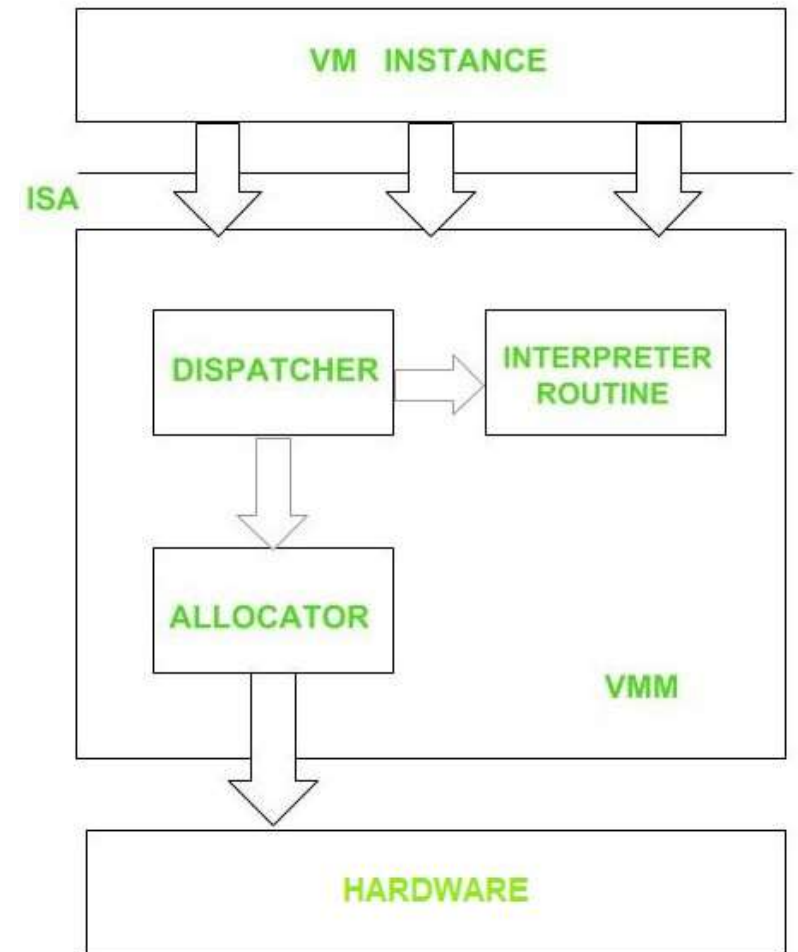 VM INSTANCE
ISA
DISPATCHER
INTERPRETER
ROUTINE
ALLOCATOR
VMM
HARDWARE